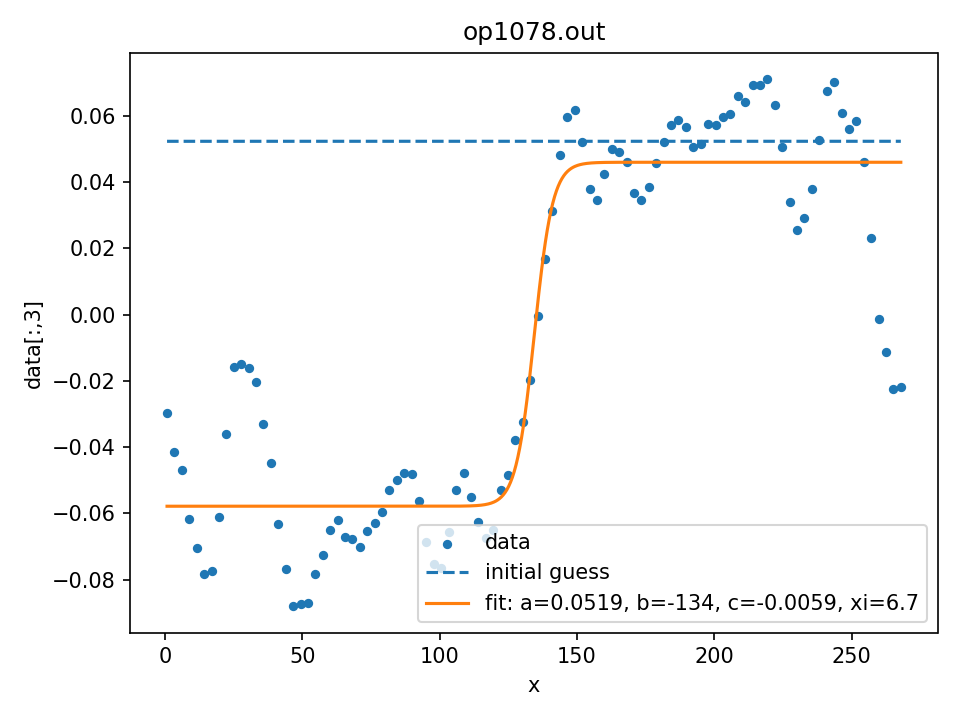 op1078.out
0.06
0.04
0.02
0.00
−0.02
−0.04
−0.06
−0.08
data[:,3]
data
initial guess
fit: a=0.0519, b=-134, c=-0.0059, xi=6.7
0 50 100 150 200 250
x